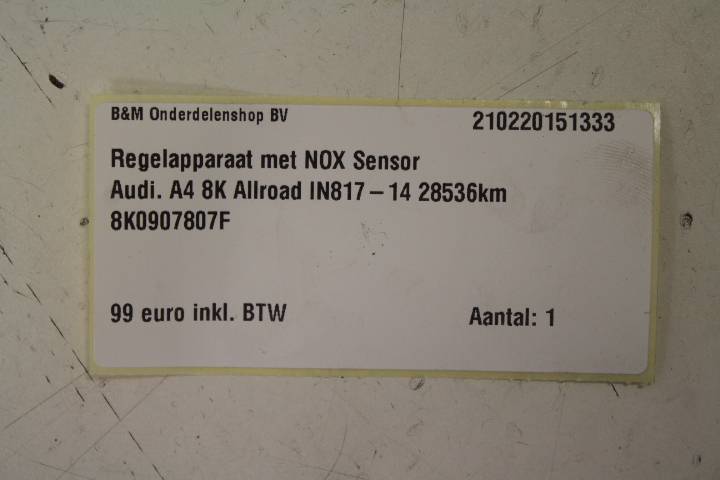 B&M Onderdelenshop BV 210220151333
Regelapparaat met NOX Sensor
Audi. A4 8K Allroad IN817-14 28536km
8K0907807F
99 euro inkl. BTW Aantal: 1